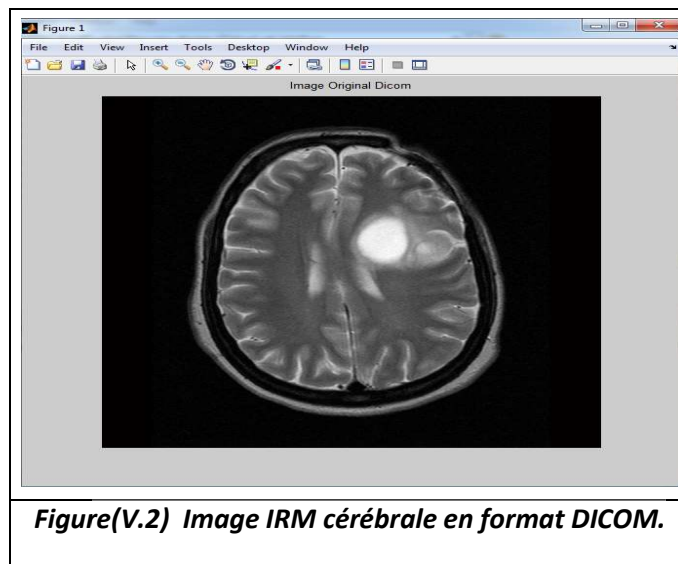 Figure 1
File Edit View Insert Tools Desktop Window Help
Image Original Dicom
Figure(V.2) Image IRM cérébrale en format DICOM.